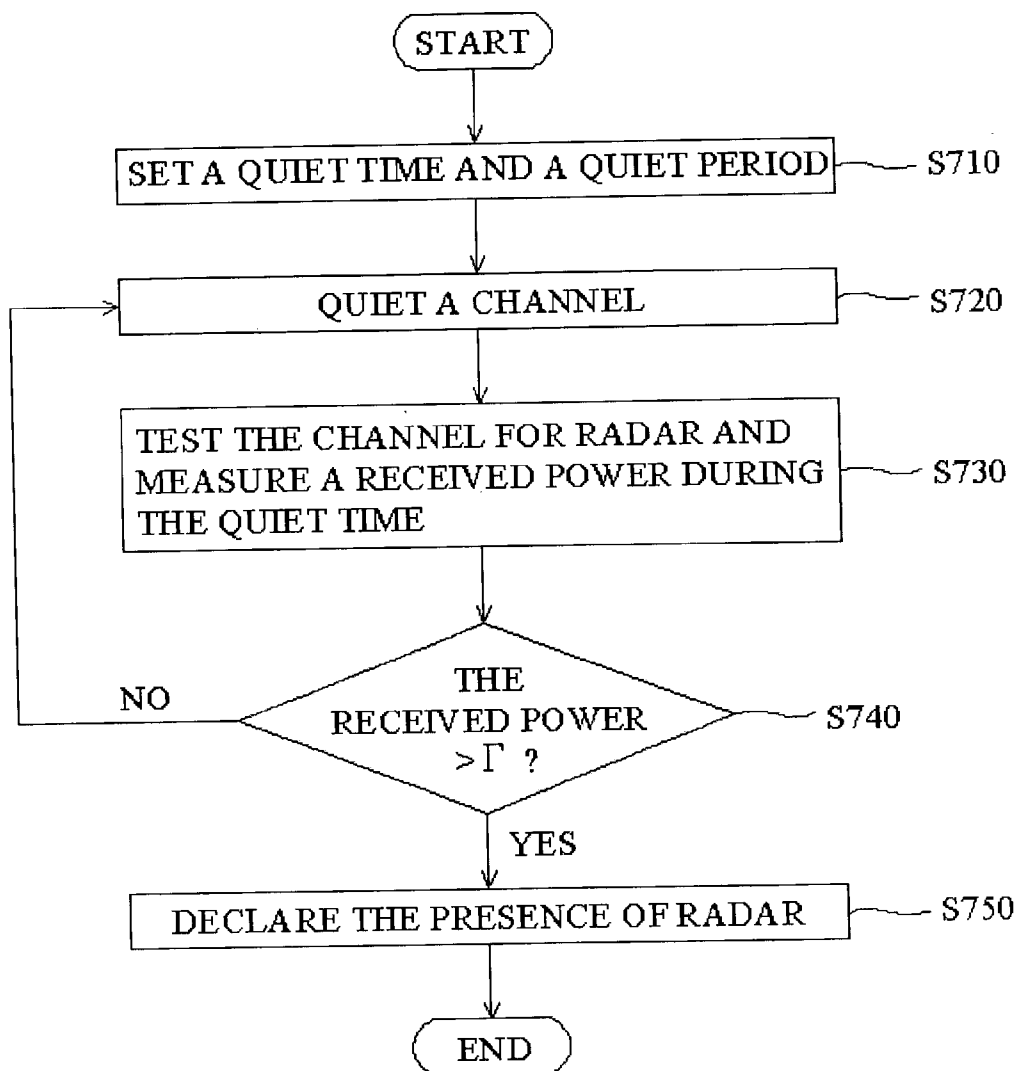 START
SET A QUIET TIME AND A QUIET PERIOD
S710
QUIET A CHANNEL
S720
TEST THE CHANNEL FOR RADAR AND
MEASURE A RECEIVED POWER DURING
THE QUIET TIME
S730
THE
RECEIVED POWER
>Γ ?
S740
NO
YES
DECLARE THE PRESENCE OF RADAR
S750
END